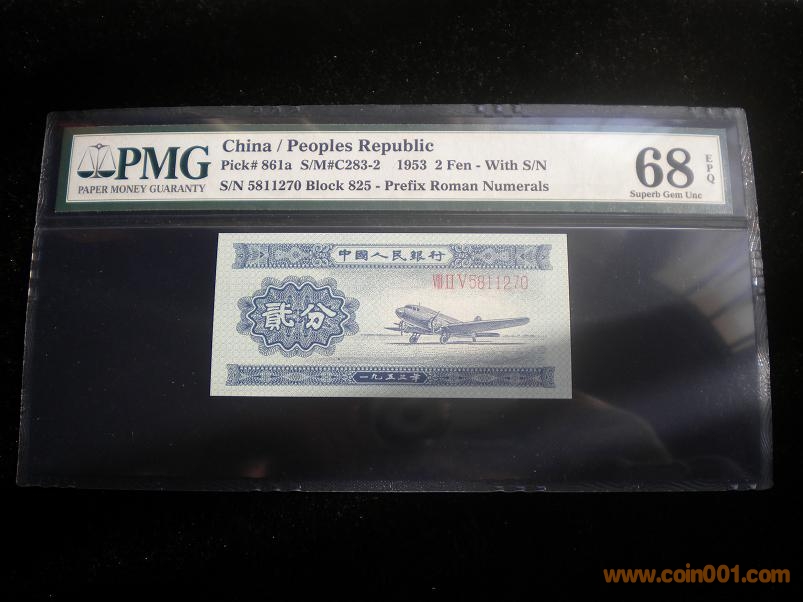 PMG
PAPER MONEY GUARANTY
China / Peoples Republic
Pick# 861a S/M#C283-2 1953 2 Fen - With S/N
S/N 5811270 Block 825 - Prefix Roman Numerals
68 EPQ
Superb Gem Unc
中國人民銀行
VIII II V 5811270
貳分
一九五三年
www.coin001.com